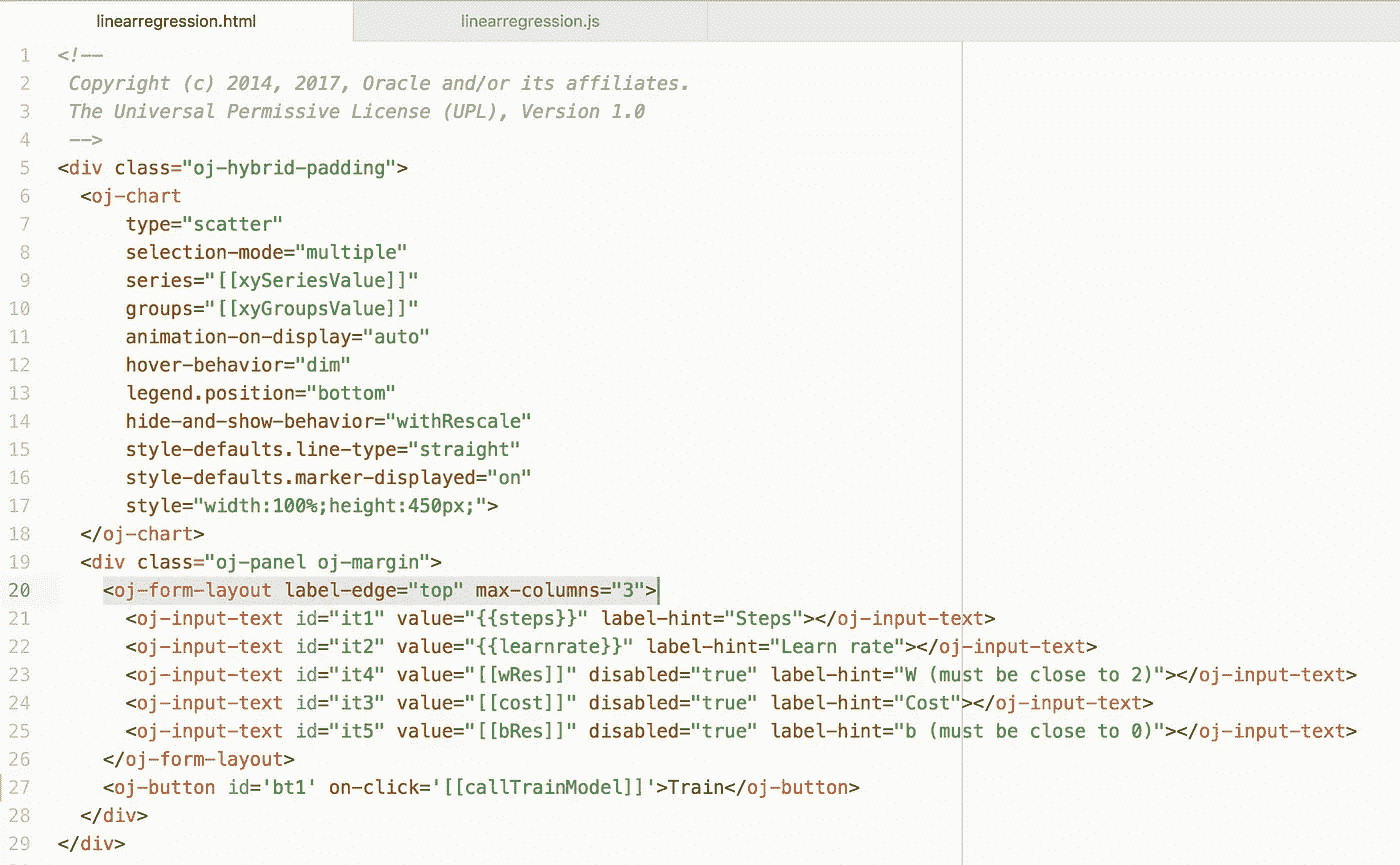 linearregression.html linearregression.js
1 <!--
2 Copyright (c) 2014, 2017, Oracle and/or its affiliates.
3 The Universal Permissive License (UPL), Version 1.0
4 -->
5 <div class="oj-hybrid-padding">
6 <oj-chart
7 type="scatter"
8 selection-mode="multiple"
9 series="[[xySeriesValue]]"
10 groups="[[xyGroupsValue]]"
11 animation-on-display="auto"
12 hover-behavior="dim"
13 legend.position="bottom"
14 hide-and-show-behavior="withRescale"
15 style-defaults.line-type="straight"
16 style-defaults.marker-displayed="on"
17 style="width:100%;height:450px;">
18 </oj-chart>
19 <div class="oj-panel oj-margin">
20 <oj-form-layout label-edge="top" max-columns="3">
21 <oj-input-text id="it1" value="{{steps}}" label-hint="Steps"></oj-input-text>
22 <oj-input-text id="it2" value="{{learnrate}}" label-hint="Learn rate"></oj-input-text>
23 <oj-input-text id="it4" value="[[wRes]]" disabled="true" label-hint="W (must be close to 2)"></oj-input-text>
24 <oj-input-text id="it3" value="[[cost]]" disabled="true" label-hint="Cost"></oj-input-text>
25 <oj-input-text id="it5" value="[[bRes]]" disabled="true" label-hint="b (must be close to 0)"></oj-input-text>
26 </oj-form-layout>
27 <oj-button id='bt1' on-click='[[callTrainModel]]'>Train</oj-button>
28 </div>
29 </div>